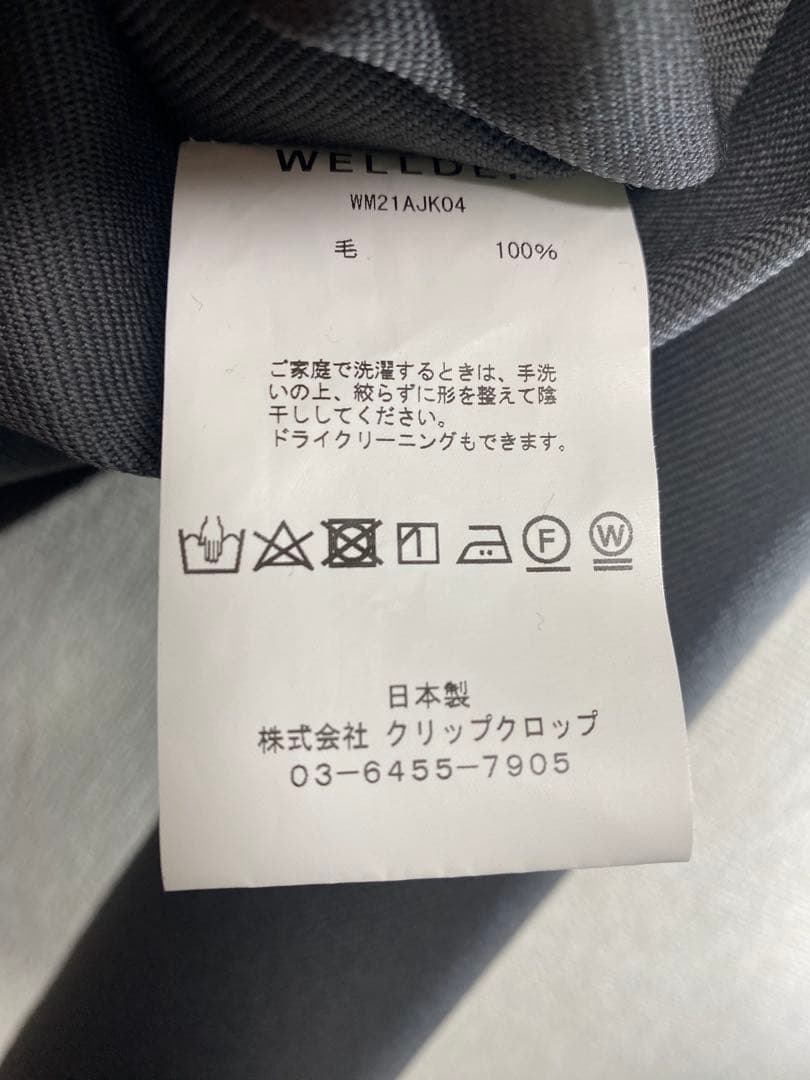 WM21AJK04
毛 100%
ご家庭で洗濯するときは、手洗
いの上、絞らずに形を整えて陰
干ししてください。
ドライクリーニングもできます。
F W
日本製
株式会社 クリップクロップ
03-6455-7905